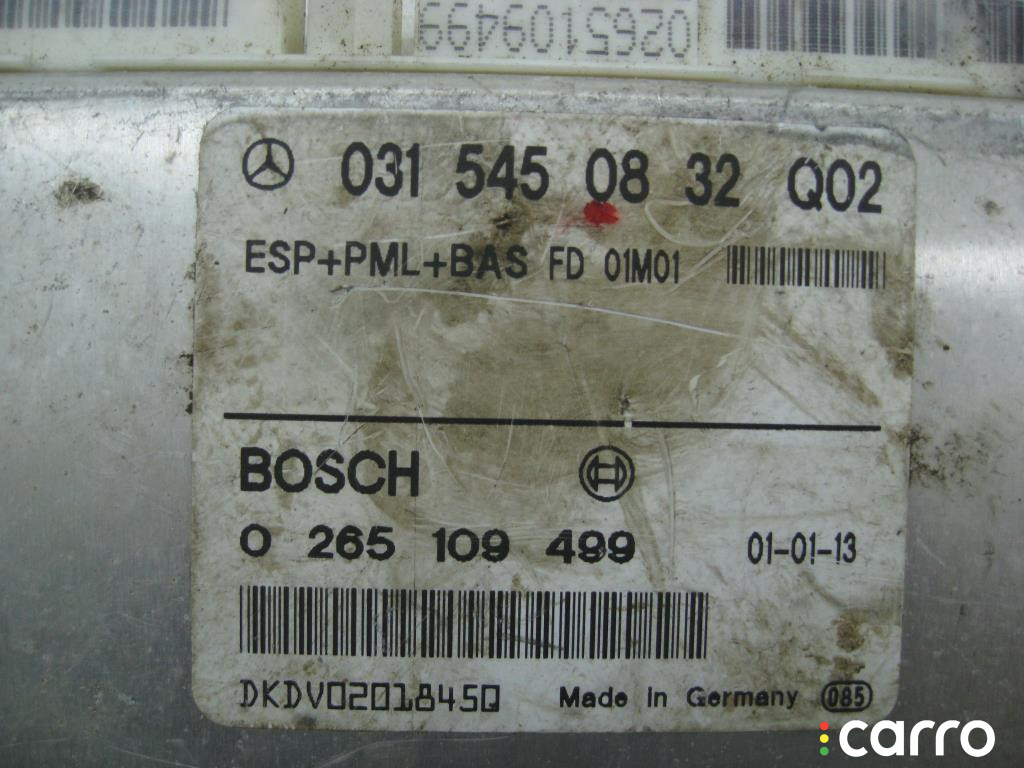 0265109499
031 545 08 32 Q02
ESP+PML+BAS FD 01M01
BOSCH
0 265 109 499 01-01-13
DKDV02018450
Made in Germany 085
carro